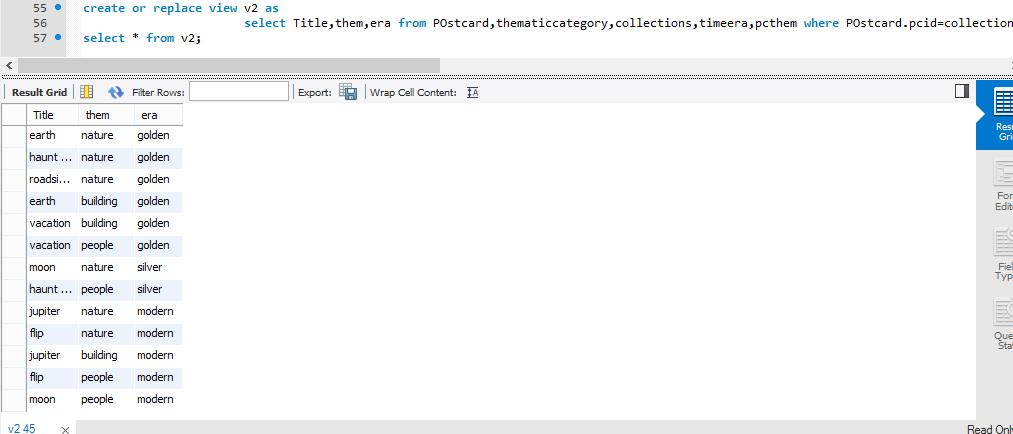 55 create or replace view v2 as
56 select Title,them,era from POstcard,thematiccategory,collections,timeera,pcthem where POstcard.pcid=collection
57 select * from v2;
Result Grid Filter Rows: Export: Wrap Cell Content:
Title them era
earth nature golden
haunt ... nature golden
roadsi... nature golden
earth building golden
vacation building golden
vacation people golden
moon nature silver
haunt ... people silver
jupiter nature modern
flip nature modern
jupiter building modern
flip people modern
moon people modern
Resu
Gri
For
Edit
Fiel
Typ
Que
Sta
v2 45
Read Only